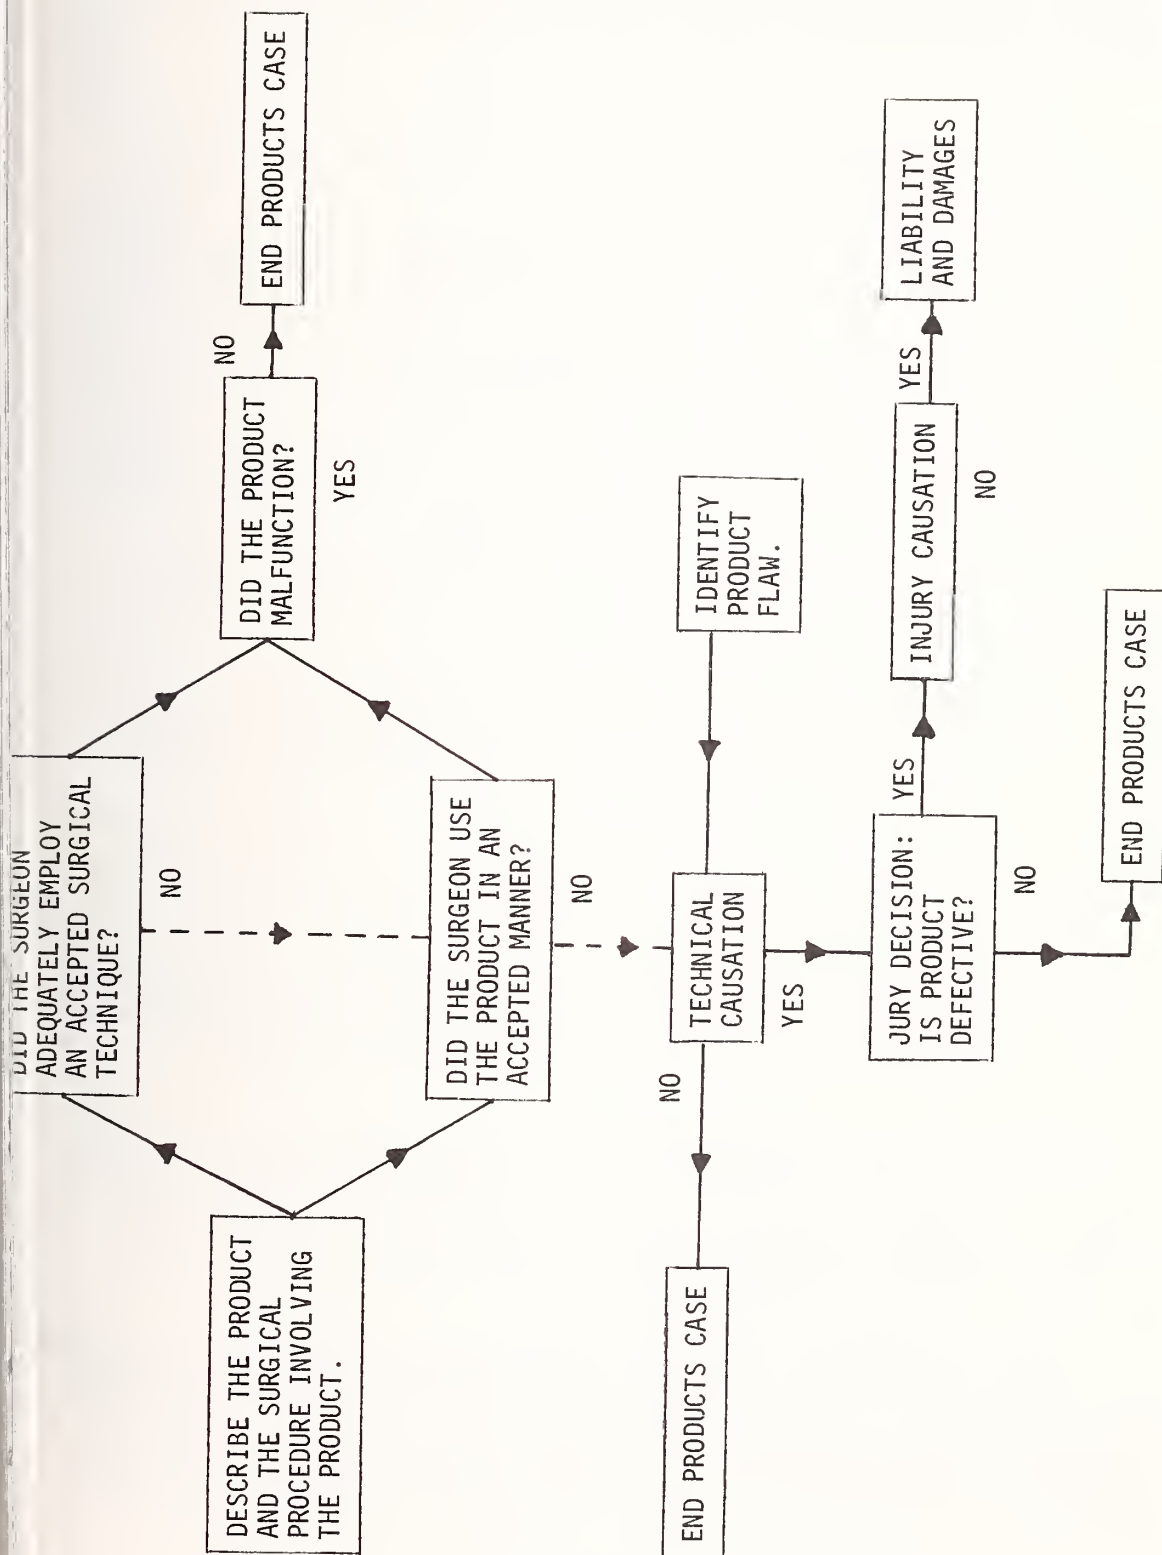 DID THE SURGEON
ADEQUATELY EMPLOY
AN ACCEPTED SURGICAL
TECHNIQUE?
NO
DESCRIBE THE PRODUCT
AND THE SURGICAL
PROCEDURE INVOLVING
THE PRODUCT.
DID THE PRODUCT
MALFUNCTION?
NO
END PRODUCTS CASE
YES
DID THE SURGEON USE
THE PRODUCT IN AN
ACCEPTED MANNER?
NO
IDENTIFY
PRODUCT
FLAW.
TECHNICAL
CAUSATION
NO
END PRODUCTS CASE
YES
JURY DECISION:
IS PRODUCT
DEFECTIVE?
YES
INJURY CAUSATION
YES
LIABILITY
AND DAMAGES
NO
NO
END PRODUCTS CASE